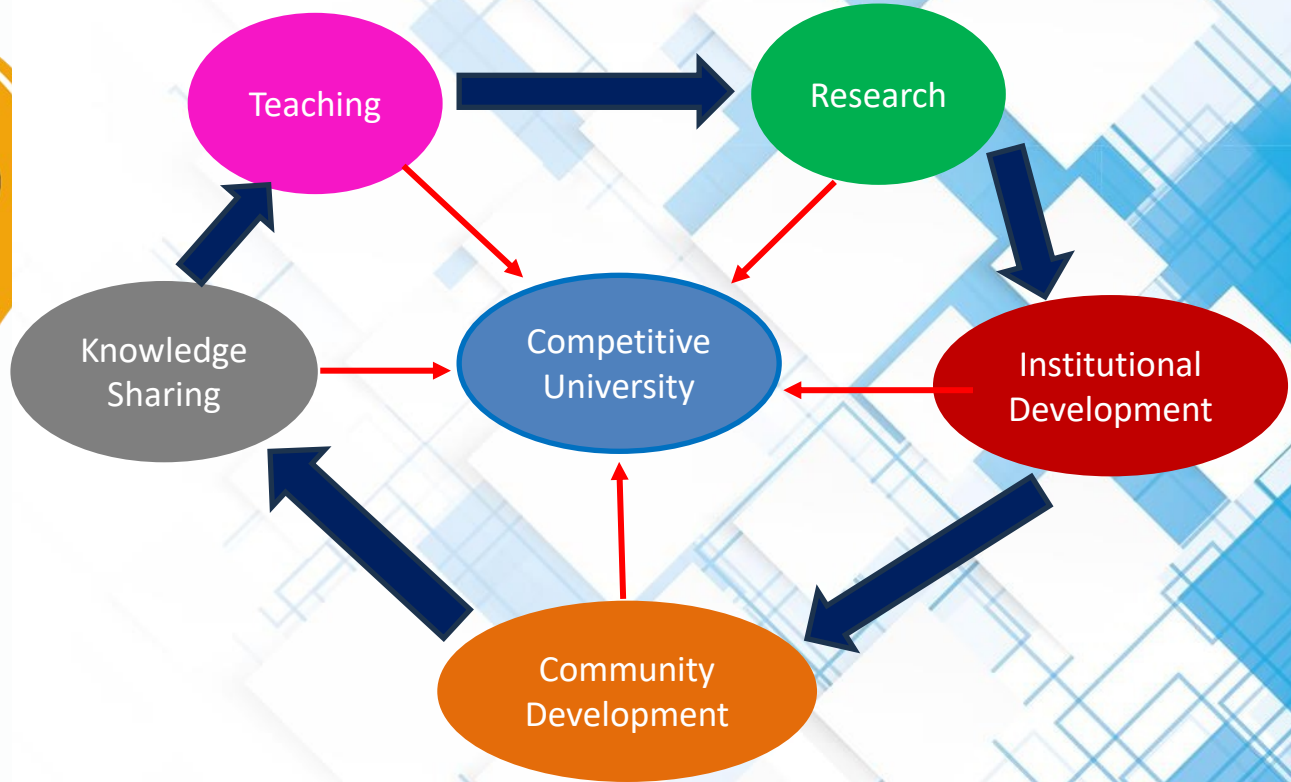 Teaching
Research
Knowledge
Sharing
Competitive
University
Institutional
Development
Community
Development